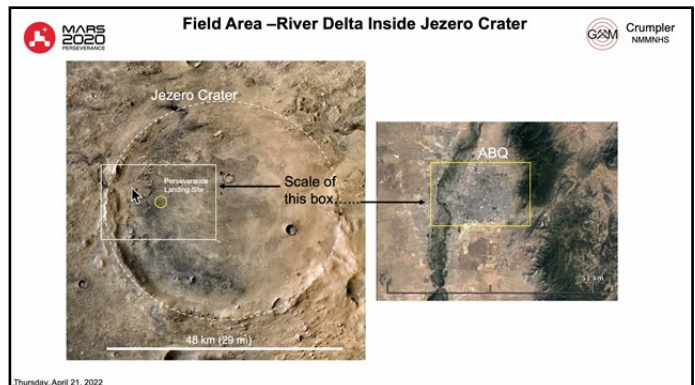 MARS
2020
PERSEVERANCE
Field Area –River Delta Inside Jezero Crater
Crumpler
NMMNHS
Jezero Crater
Perseverance
Landing Site
Scale of
this box
ABQ
48 km (29 mi)
Thursday, April 21, 2022